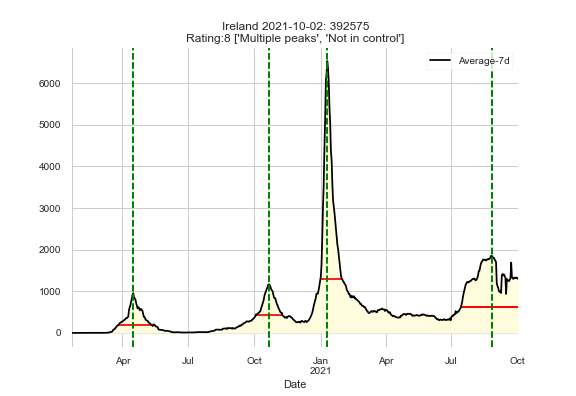 Ireland 2021-10-02: 392575
Rating:8 ['Multiple peaks', 'Not in control']
Average-7d
6000
5000
4000
3000
2000
1000
0
Apr
Jul
Oct
Jan
2021
Apr
Jul
Oct
Date